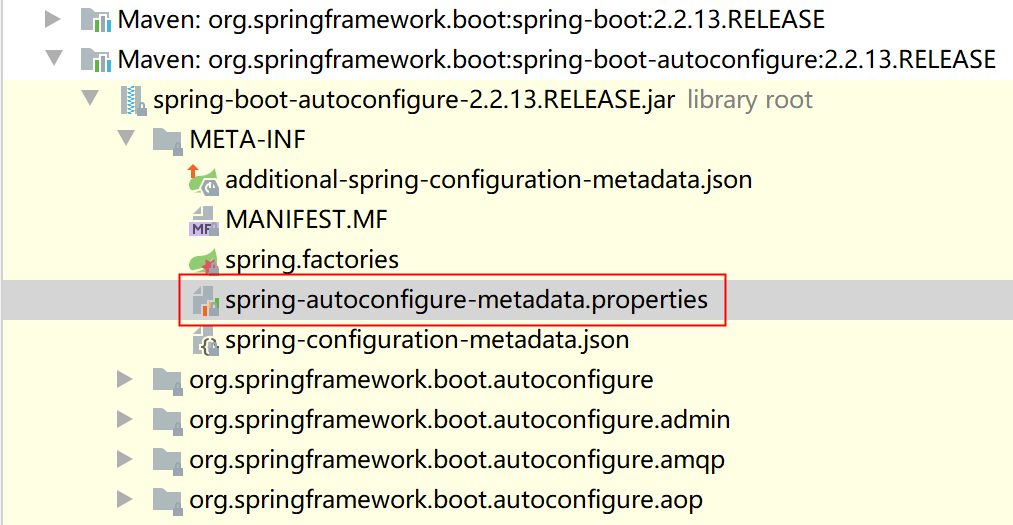 Maven: org.springframework.boot:spring-boot:2.2.13.RELEASE
Maven: org.springframework.boot:spring-boot-autoconfigure:2.2.13.RELEASE
spring-boot-autoconfigure-2.2.13.RELEASE.jar library root
META-INF
additional-spring-configuration-metadata.json
MF MANIFEST.MF
spring.factories
spring-autoconfigure-metadata.properties
spring-configuration-metadata.json
org.springframework.boot.autoconfigure
org.springframework.boot.autoconfigure.admin
org.springframework.boot.autoconfigure.amqp
org.springframework.boot.autoconfigure.aop